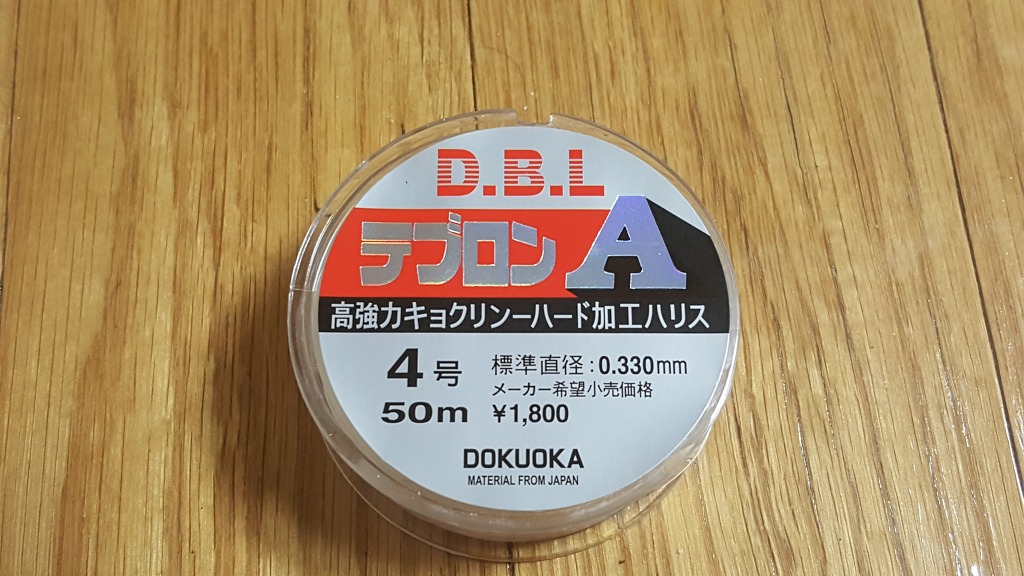 D.B.L
テブロンA
高強力キョクリンーハード加工ハリス
4号 標準直径:0.330mm
メーカー希望小売価格
50m ¥1,800
DOKUOKA
MATERIAL FROM JAPAN